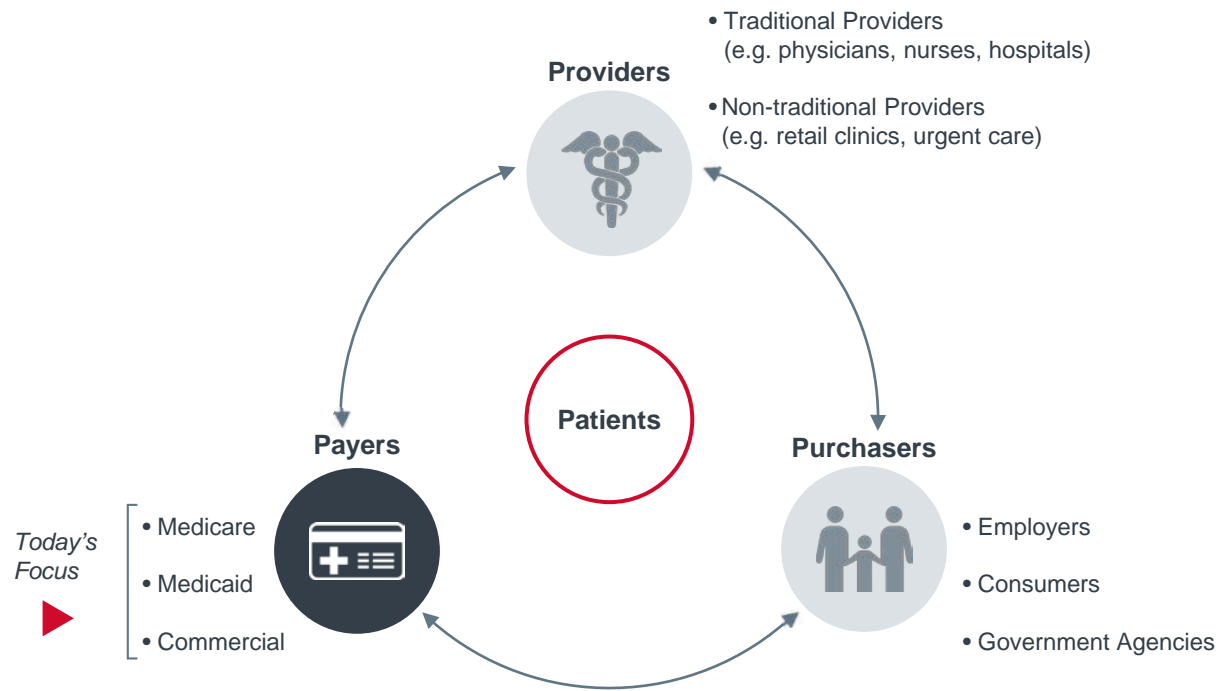 • Traditional Providers
(e.g. physicians, nurses, hospitals)
Providers
• Non-traditional Providers
(e.g. retail clinics, urgent care)
Patients
Payers
Purchasers
Today's
Focus
• Medicare
• Medicaid
• Commercial
• Employers
• Consumers
• Government Agencies